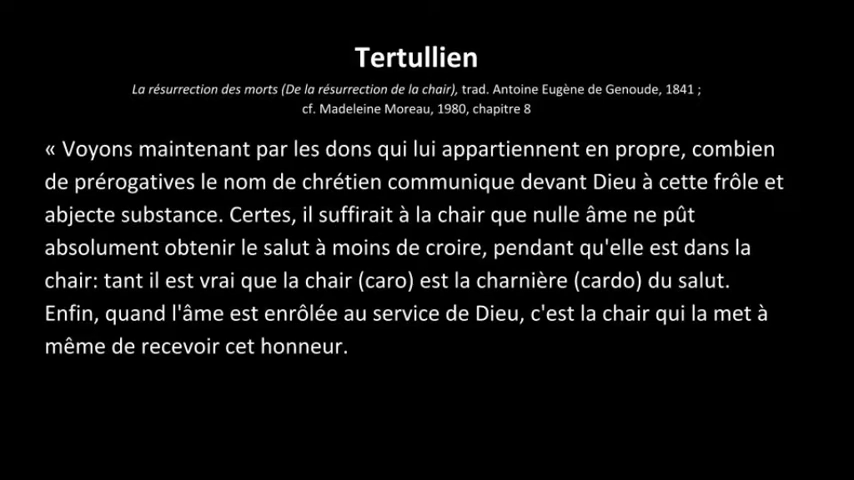 Tertullien
La résurrection des morts (De la résurrection de la chair), trad. Antoine Eugène de Genoude, 1841 ;
cf. Madeleine Moreau, 1980, chapitre 8
« Voyons maintenant par les dons qui lui appartiennent en propre, combien
de prérogatives le nom de chrétien communique devant Dieu à cette frôle et
abjecte substance. Certes, il suffirait à la chair que nulle âme ne pût
absolument obtenir le salut à moins de croire, pendant qu'elle est dans la
chair: tant il est vrai que la chair (caro) est la charnière (cardo) du salut.
Enfin, quand l'âme est enrôlée au service de Dieu, c'est la chair qui la met à
même de recevoir cet honneur.